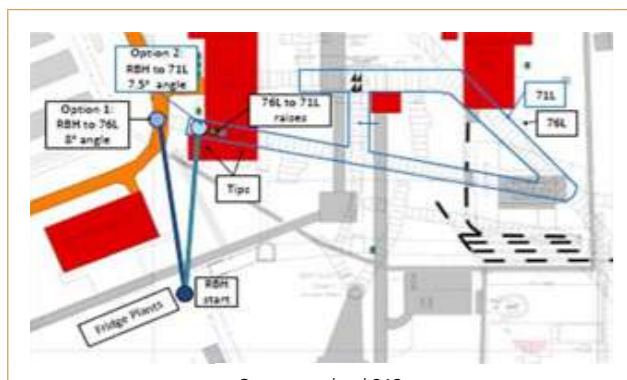 Option 2:
RBH to 71L
7.5° angle
Option 1:
RBH to 76L
8° angle
76L to 71L
raises
71L
76L
Tips
RBH
start
Fridge Plants